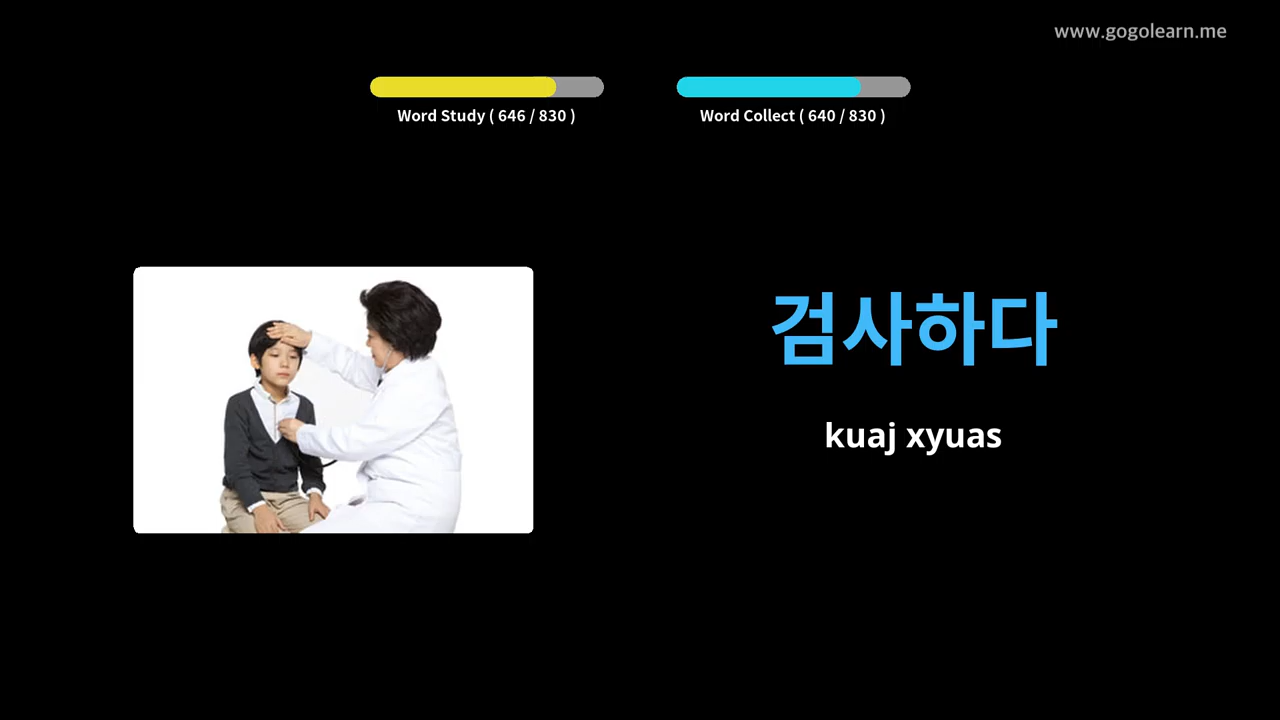 www.gogolearn.me
Word Study ( 646 / 830 )
Word Collect ( 640 / 830 )
검사하다
kuaj xyuas